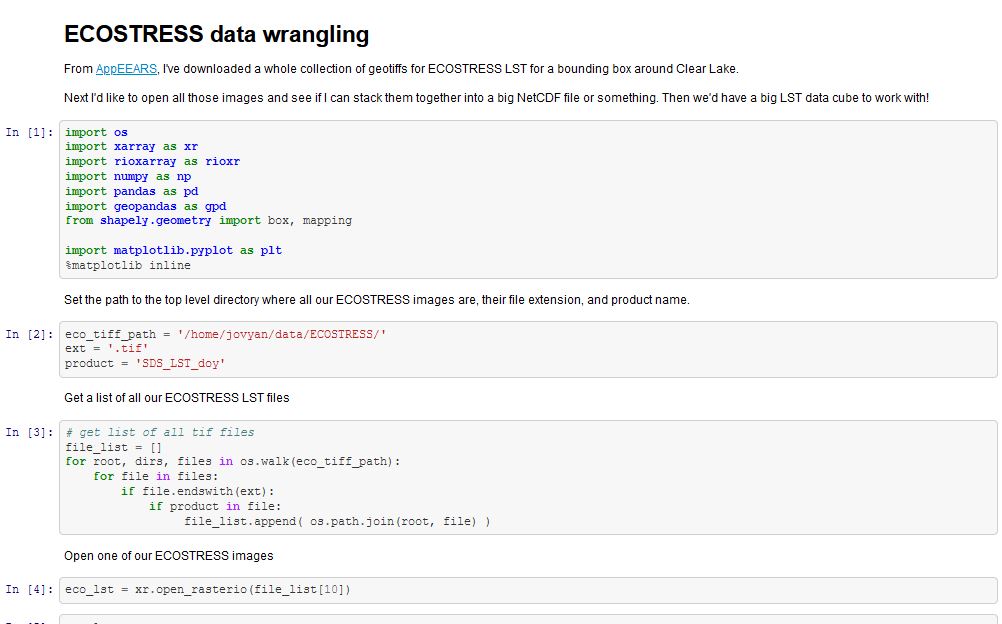 ECOSTRESS data wrangling
From AppEEARS, I've downloaded a whole collection of geotiffs for ECOSTRESS LST for a bounding box around Clear Lake.
Next I'd like to open all those images and see if I can stack them together into a big NetCDF file or something. Then we'd have a big LST data cube to work with!
In [1]: import os
import xarray as xr
import rioxarray as rioxr
import numpy as np
import pandas as pd
import geopandas as gpd
from shapely.geometry import box, mapping
import matplotlib.pyplot as plt
%matplotlib inline
Set the path to the top level directory where all our ECOSTRESS images are, their file extension, and product name.
In [2]: eco_tiff_path = '/home/jovyan/data/ECOSTRESS/'
ext = '.tif'
product = 'SDS_LST_doy'
Get a list of all our ECOSTRESS LST files
In [3]: # get list of all tif files
file_list = []
for root, dirs, files in os.walk(eco_tiff_path):
    for file in files:
        if file.endswith(ext):
            if product in file:
                 file_list.append( os.path.join(root, file) )
Open one of our ECOSTRESS images
In [4]: eco_lst = xr.open_rasterio(file_list[10])